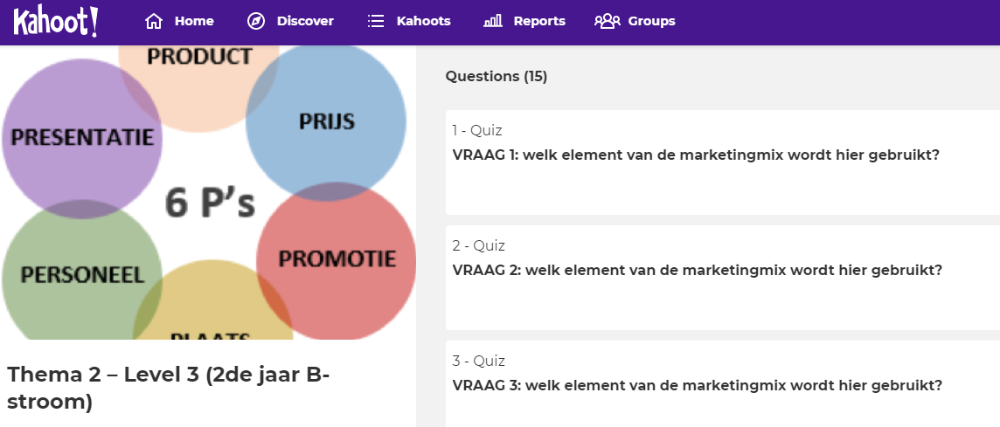 Kahoot!
Home
Discover
Kahoots
Reports
Groups
PRODUCT
PRIJS
PRESENTATIE
6 P's
PROMOTIE
PERSONEEL
PLAATS
Thema 2 – Level 3 (2de jaar B-
stroom)
Questions (15)
1 - Quiz
VRAAG 1: welk element van de marketingmix wordt hier gebruikt?
2 - Quiz
VRAAG 2: welk element van de marketingmix wordt hier gebruikt?
3 - Quiz
VRAAG 3: welk element van de marketingmix wordt hier gebruikt?